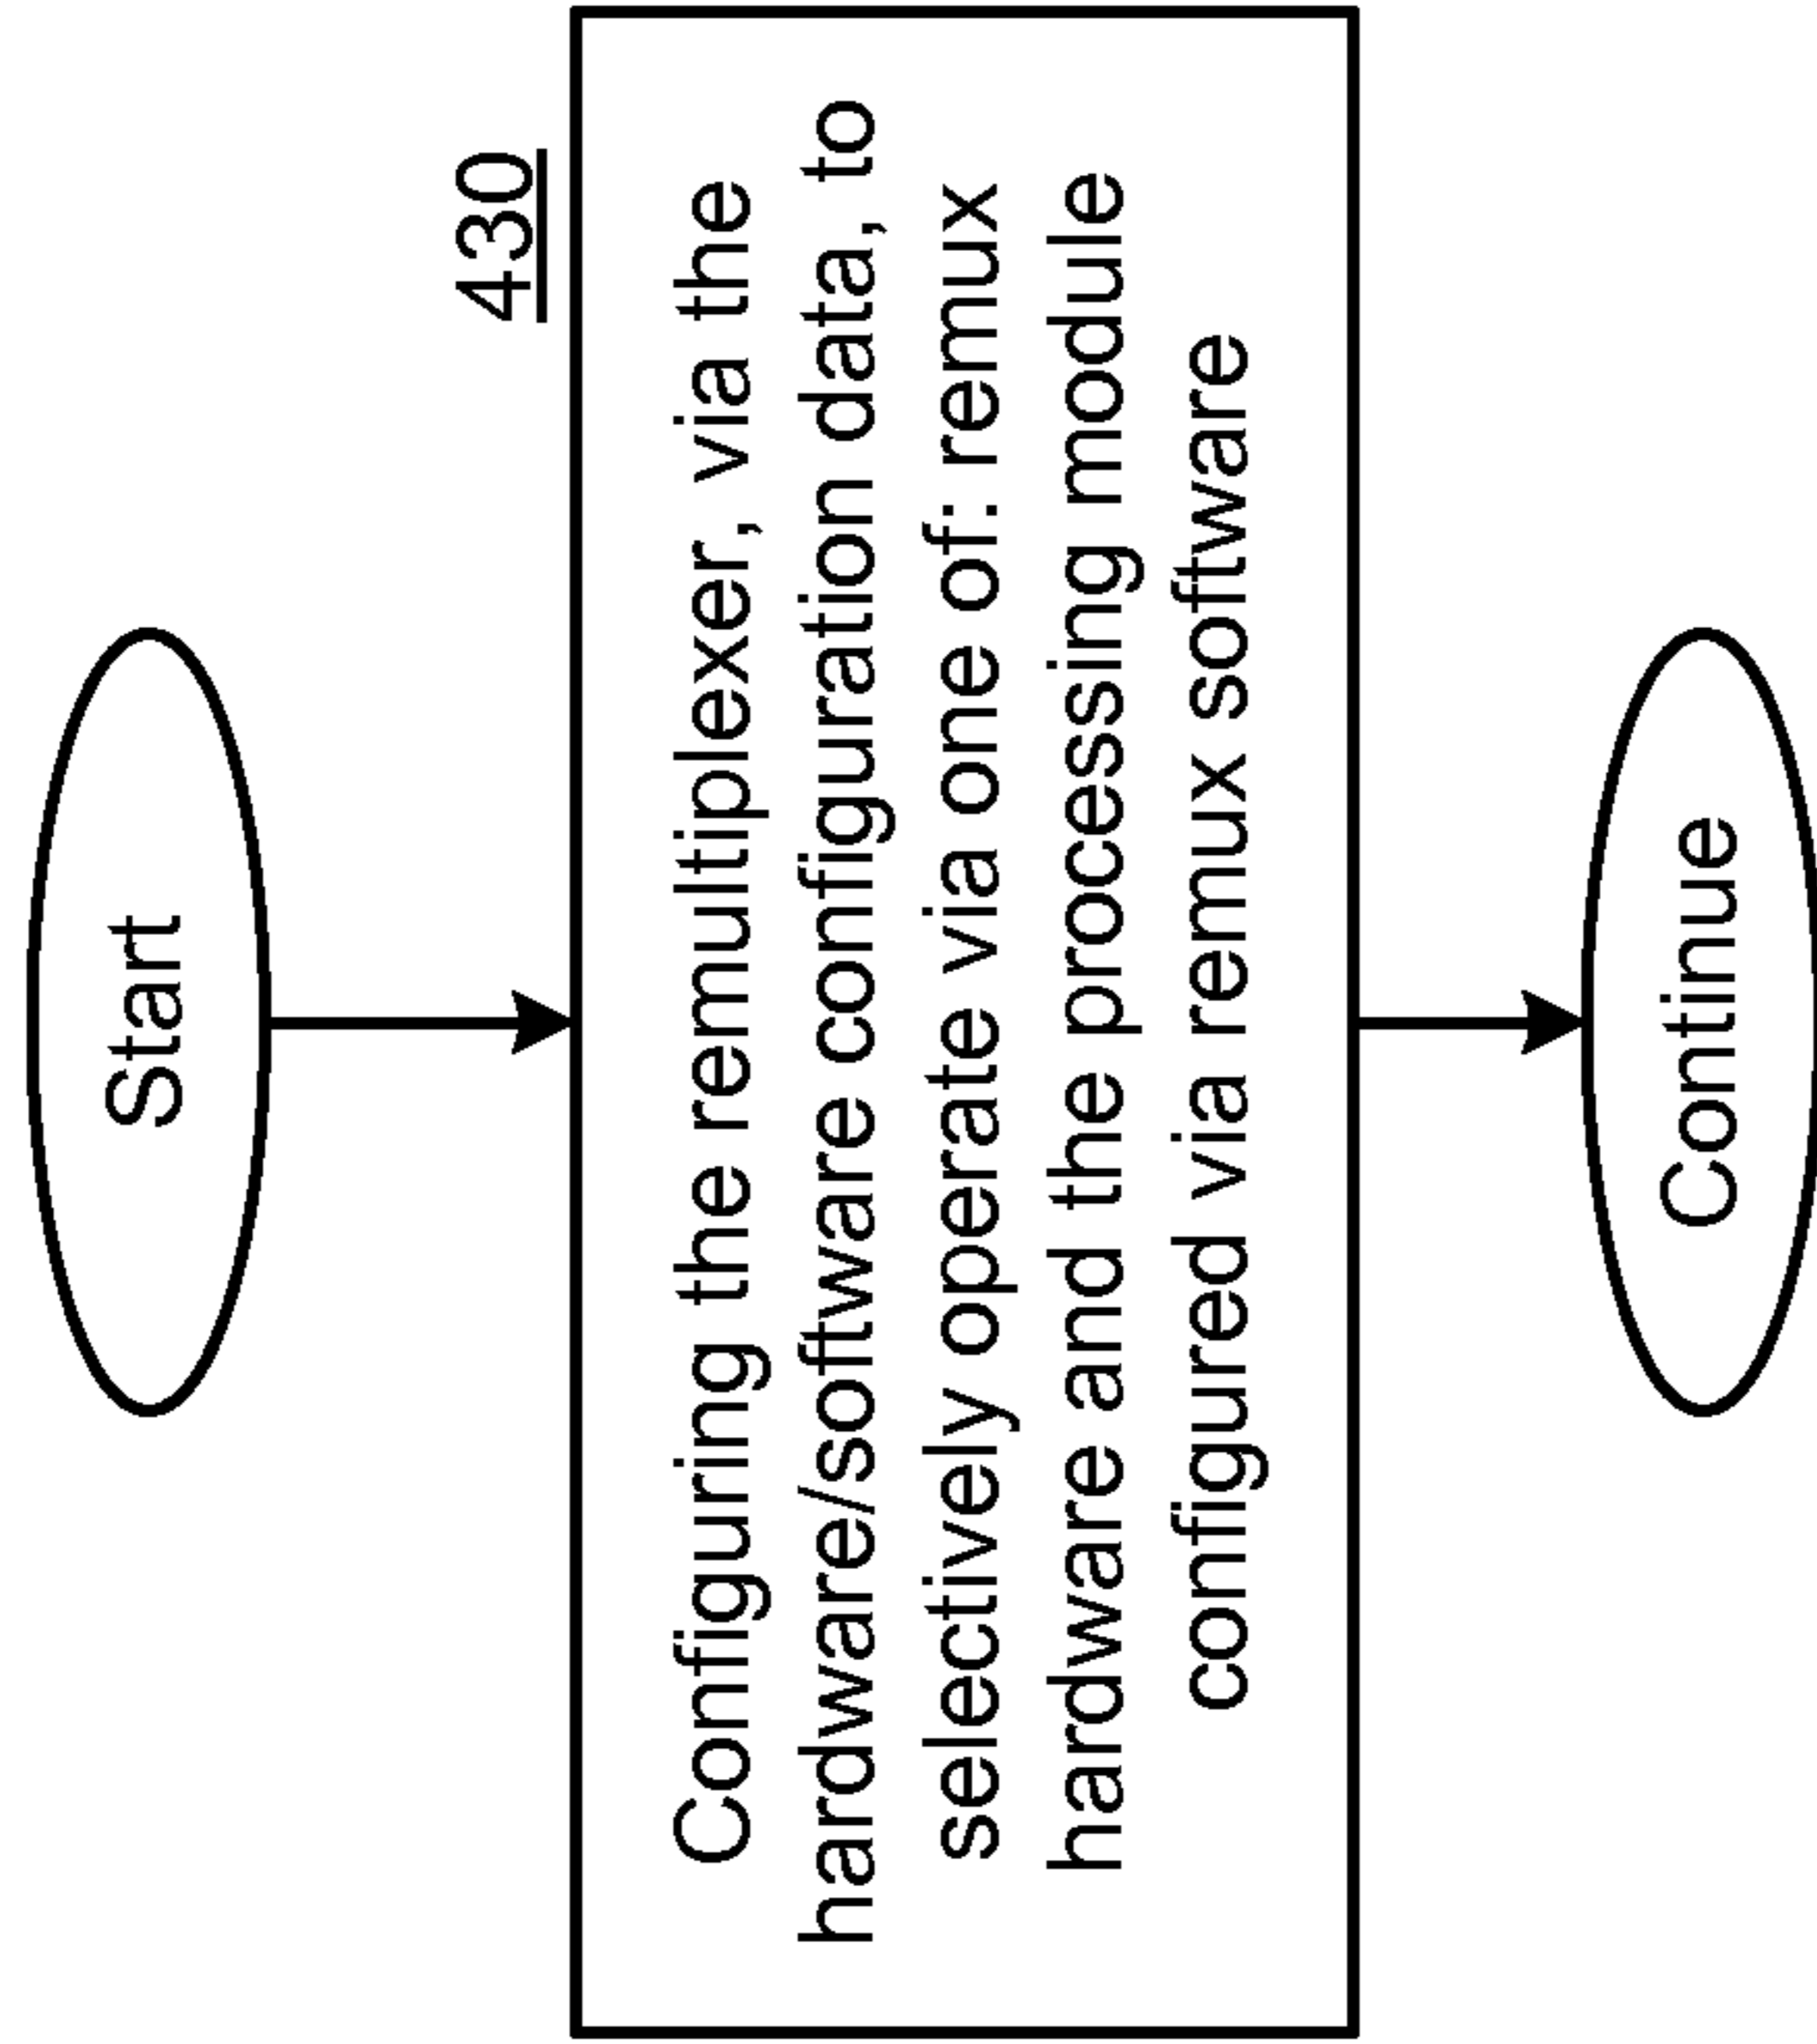 Start
430
Configuring the remultiplexer, via the
hardware/software configuration data, to
selectively operate via one of: remux
hardware and the processing module
configured via remux software
Continue